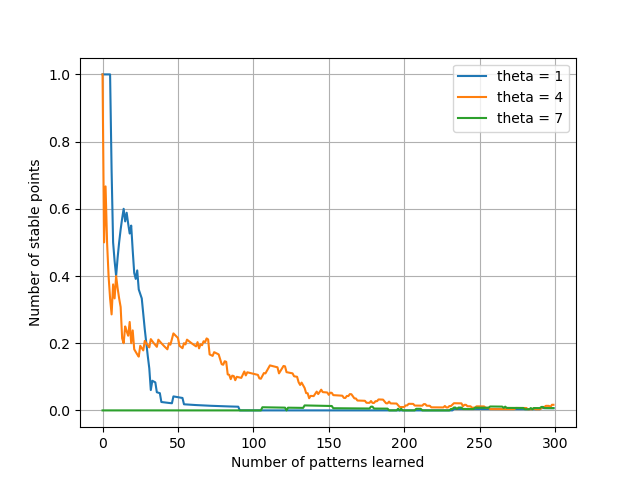 theta = 1
theta = 4
theta = 7
1.0
0.8
0.6
0.4
0.2
0.0
Number of stable points
0 50 100 150 200 250 300
Number of patterns learned